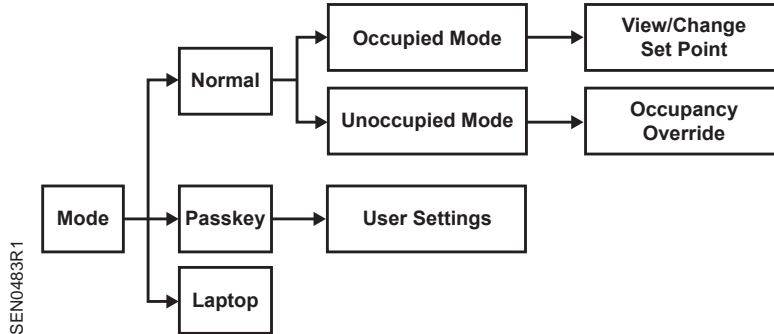 Occupied Mode
View/Change
Set Point
Normal
Unoccupied Mode
Occupancy
Override
Mode
Passkey
User Settings
Laptop
SEN0483R1